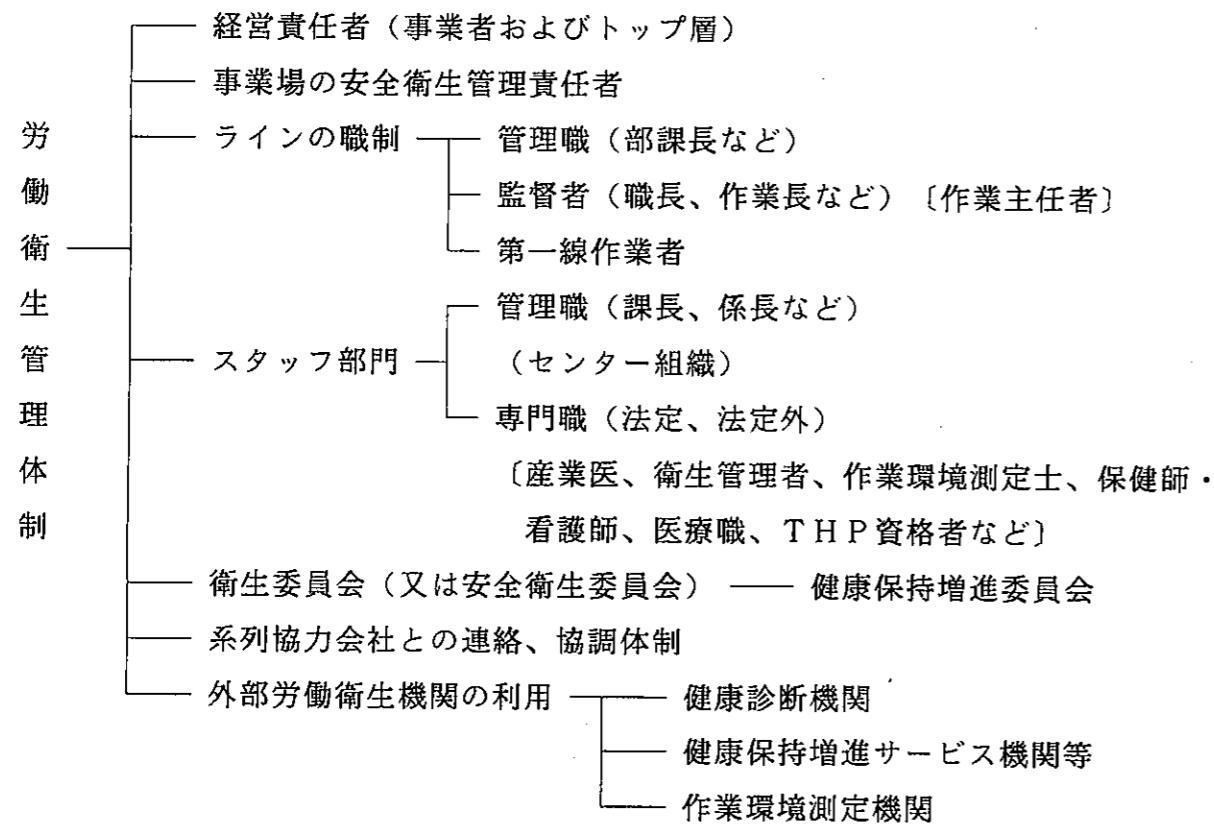 労働衛生管理体制
経営責任者（事業者およびトップ層）
事業場の安全衛生管理責任者
ラインの職制
管理職（部課長など）
監督者（職長、作業長など）〔作業主任者〕
第一線作業者
スタッフ部門
管理職（課長、係長など）
（センター組織）
専門職（法定、法定外）
〔産業医、衛生管理者、作業環境測定士、保健師・
看護師、医療職、ＴＨＰ資格者など〕
衛生委員会（又は安全衛生委員会）
健康保持増進委員会
系列協力会社との連絡、協調体制
外部労働衛生機関の利用
健康診断機関
健康保持増進サービス機関等
作業環境測定機関